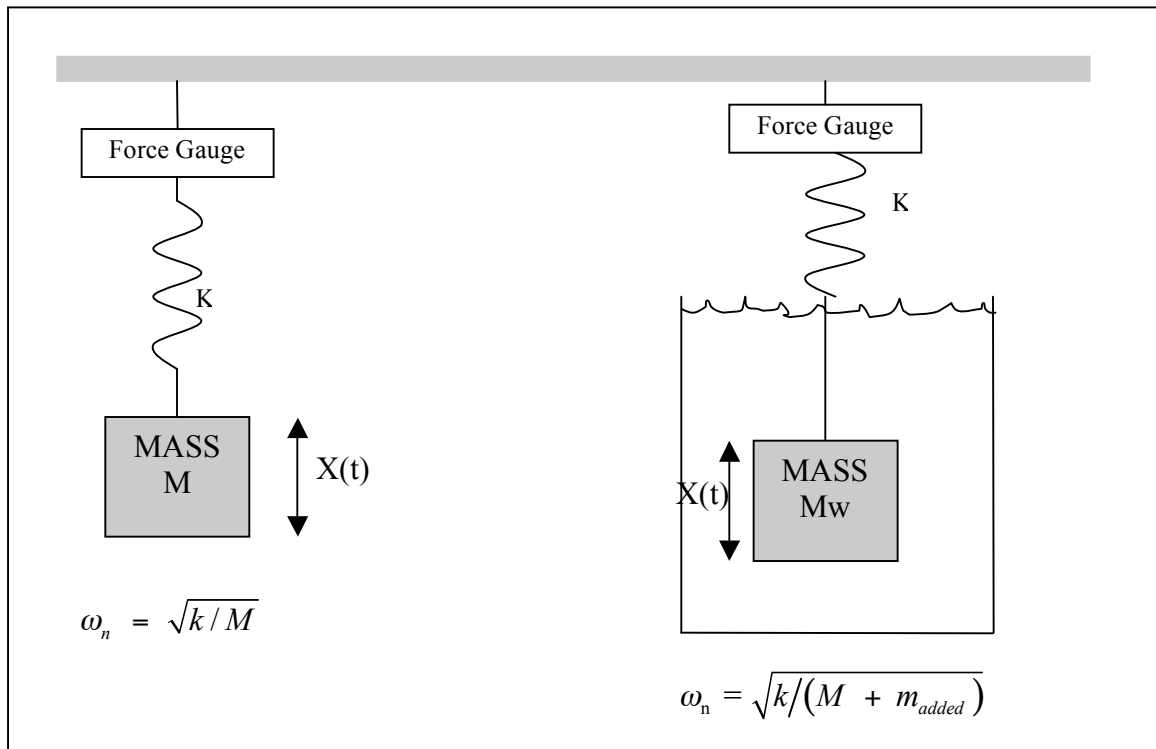 Force Gauge
K
MASS
M
X(t)
ωn = √k / M
Force Gauge
K
MASS
Mw
X(t)
ωn = √k/(M + madded)